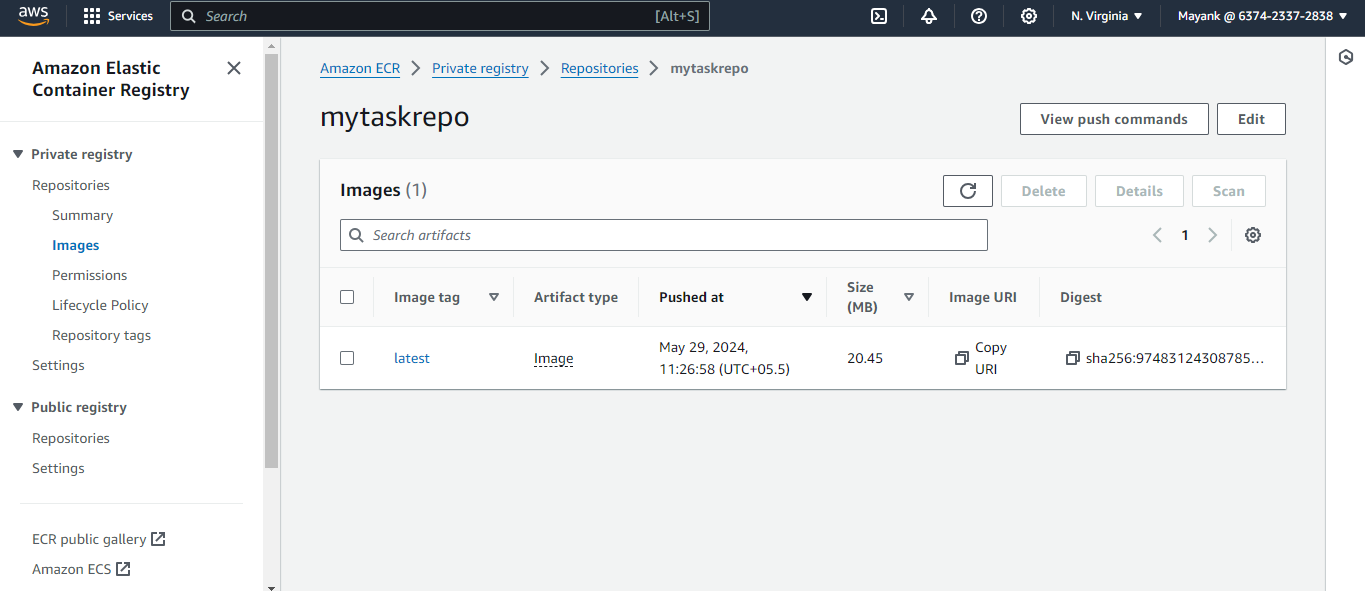 aws
Services
Search
[Alt+S]
N. Virginia
Mayank @ 6374-2337-2838
Amazon Elastic
Container Registry
Private registry
Repositories
Summary
Images
Permissions
Lifecycle Policy
Repository tags
Settings
Public registry
Repositories
Settings
ECR public gallery
Amazon ECS
Amazon ECR
Private registry
Repositories
mytaskrepo
mytaskrepo
View push commands
Edit
Images (1)
Delete
Details
Scan
Search artifacts
1
Image tag
Artifact type
Pushed at
Size
(MB)
Image URI
Digest
latest
Image
May 29, 2024,
11:26:58 (UTC+05.5)
20.45
Copy
URI
sha256:97483124308785...